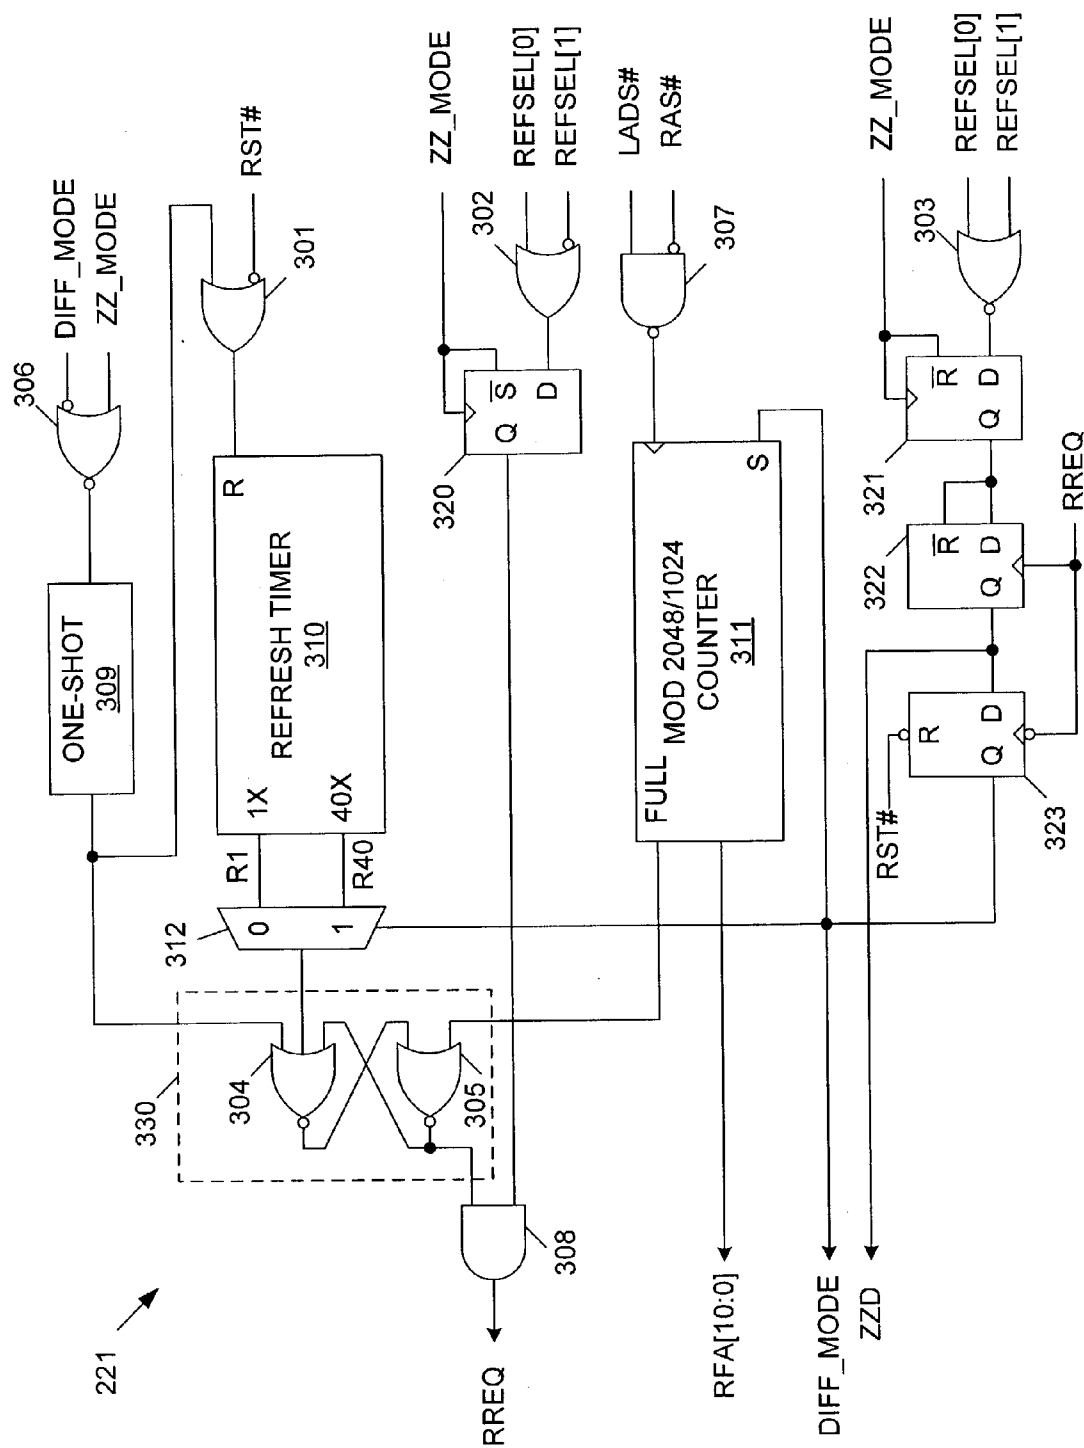 221
DIFF_MODE
ZZ_MODE
306
ONE-SHOT
309
RST#
301
R
REFRESH TIMER
310
1X
40X
R1
R40
312
0
1
330
304
305
308
RREQ
ZZ_MODE
REFSEL[0]
REFSEL[1]
302
S
Q
D
320
LADS#
RAS#
307
S
FULL
MOD 2048/1024
COUNTER
311
RFA[10:0]
DIFF_MODE
ZZD
ZZ_MODE
REFSEL[0]
REFSEL[1]
303
R
Q
D
321
R
Q
D
322
RREQ
R
Q
D
323
RST#